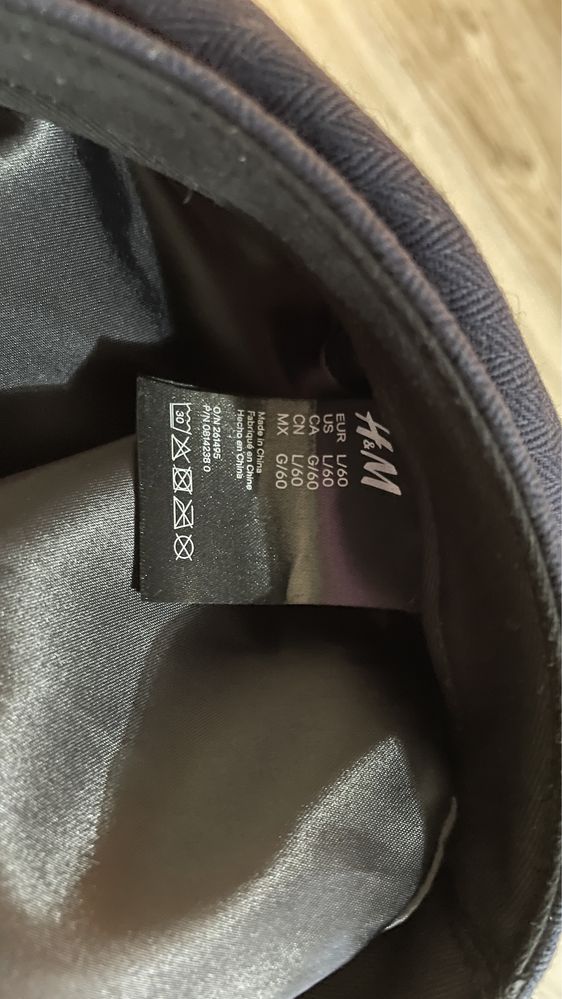 H&M
EUR L/60
US L/60
CA G/60
CN L/60
MX G/60
Made in China
Fabriqué en Chine
Hecho en China
O/N 261495
P/N 0814238 0
30